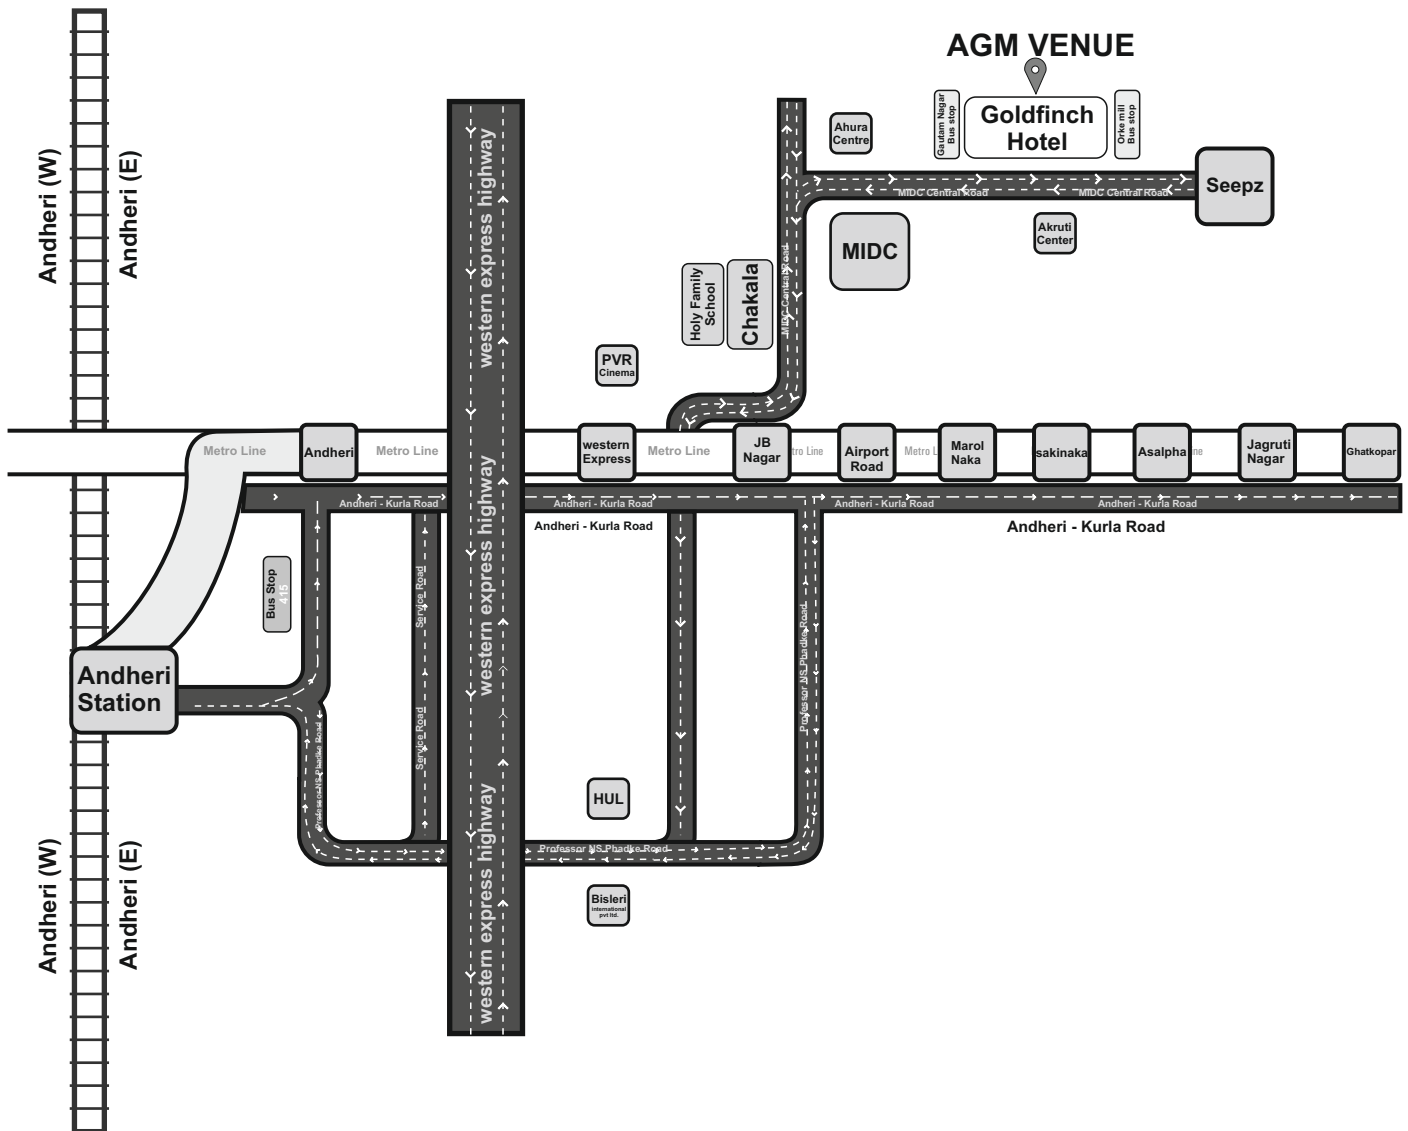 AGM VENUE
Goldfinch
Hotel
Gautam Nagar
Bus stop
Orke mill
Bus stop
Ahura
Centre
Seepz
MIDC Central Road
MIDC Central Road
Akruti
Center
MIDC
MIDC Central Road
Chakala
Holy Family
School
PVR
Cinema
Andheri (W)
Andheri (E)
western express highway
western express highway
western express highway
Metro Line
Andheri
Metro Line
western
Express
Metro Line
JB
Nagar
tro Line
Airport
Road
Metro L
Marol
Naka
sakinaka
Asalpha
ine
Jagruti
Nagar
Ghatkopar
Andheri - Kurla Road
Andheri - Kurla Road
Andheri - Kurla Road
Andheri - Kurla Road
Andheri - Kurla Road
Andheri - Kurla Road
Bus Stop
415
Service Road
Service Road
Andheri
Station
Professor NS Phadke Road
Professor NS Phadke Road
Professor NS Phadke Road
HUL
Bisleri
international
pvt ltd.
Andheri (W)
Andheri (E)